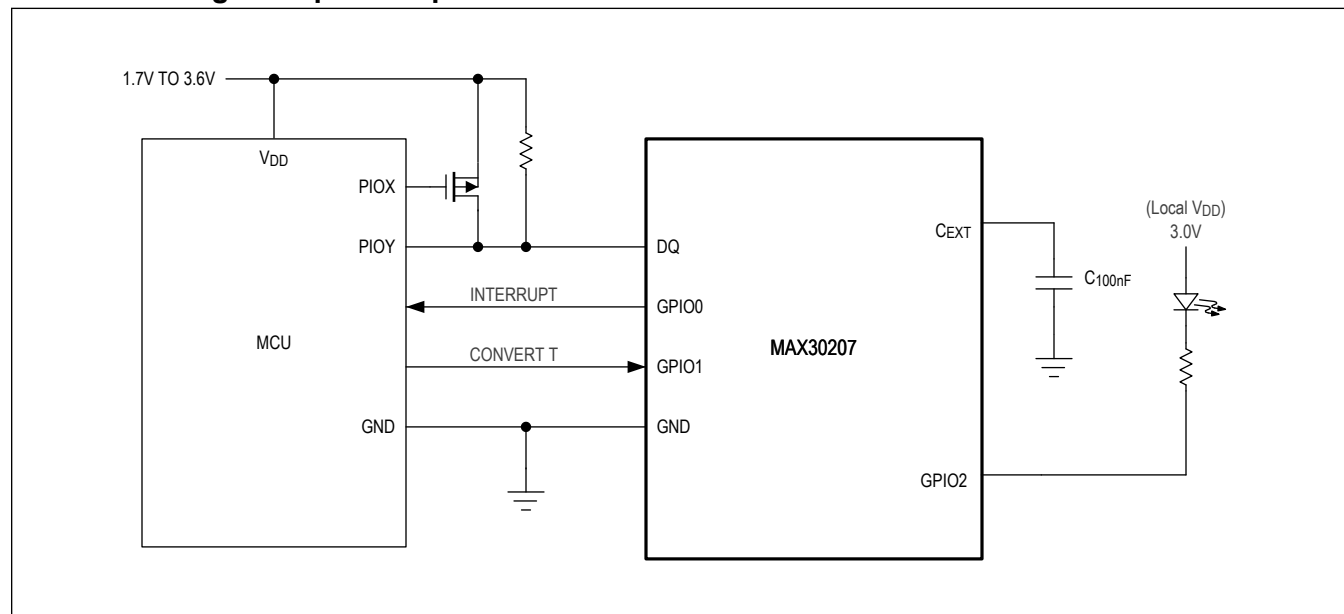 1.7V TO 3.6V
VDD
PIOX
PIOY
MCU
GND
INTERRUPT
CONVERT T
DQ
GPIO0
GPIO1
GND
MAX30207
CEXT
GPIO2
C100nF
(Local VDD)
3.0V